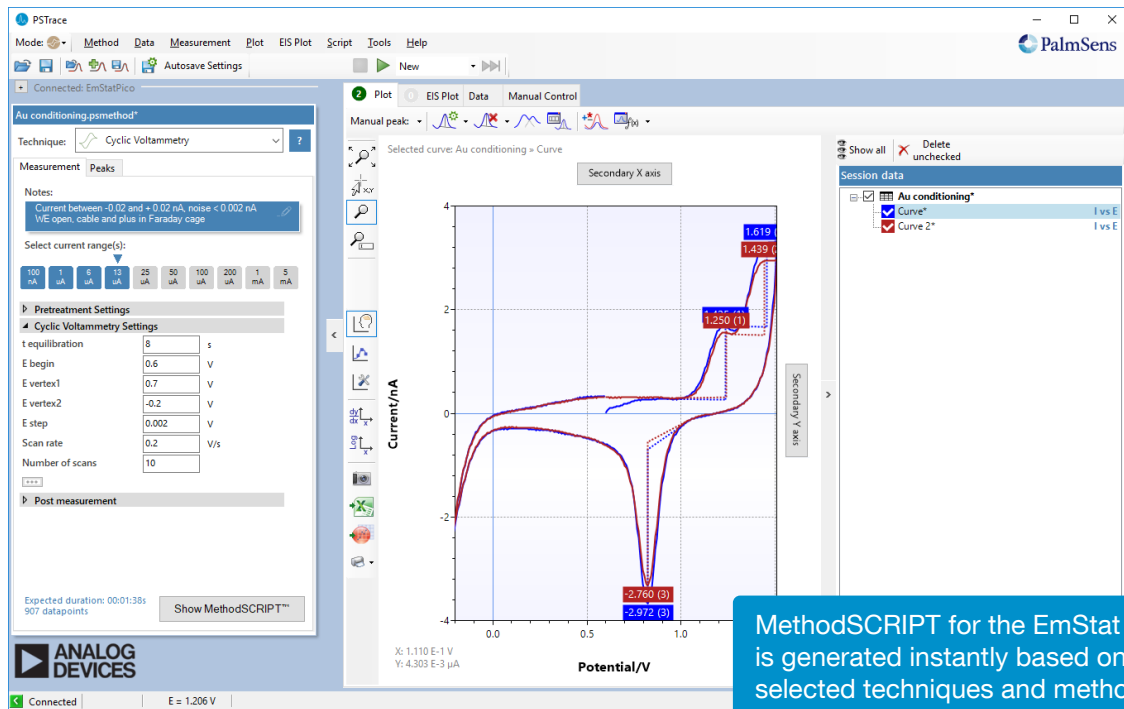 PSTrace
Mode: Method Data Measurement Plot EIS Plot Script Tools Help
PalmSens
Autosave Settings New
Connected: EmStatPico
Au conditioning.psmethod*
Technique: Cyclic Voltammetry ?
Measurement Peaks
Notes:
Current between -0.02 and + 0.02 nA, noise < 0.002 nA
WE open, cable and plus in Faraday cage
Select current range(s):
100 nA 1 uA 6 uA 13 uA 25 uA 50 uA 100 uA 200 uA 1 mA 5 mA
Pretreatment Settings
Cyclic Voltammetry Settings
t equilibration 8 s
E begin 0.6 V
E vertex1 0.7 V
E vertex2 -0.2 V
E step 0.002 V
Scan rate 0.2 V/s
Number of scans 10
Post measurement
Expected duration: 00:01:38s
907 datapoints
Show MethodSCRIPT™
ANALOG
DEVICES
Connected E = 1.206 V
2 Plot 0 EIS Plot Data Manual Control
Manual peak:
Selected curve: Au conditioning » Curve
Secondary X axis
X,Y
dy/dx x
Log x
Current/nA
4
2
0
-2
-4
1.619 (
1.439 (
1.250 (1)
-2.760 (3)
-2.972 (3)
0.0 0.5 1.0
Potential/V
X: 1.110 E-1 V
Y: 4.303 E-3 µA
Secondary Y axis
Show all Delete
unchecked
Session data
Au conditioning*
Curve* I vs E
Curve 2* I vs E
MethodSCRIPT for the EmStat
is generated instantly based on
selected techniques and metho